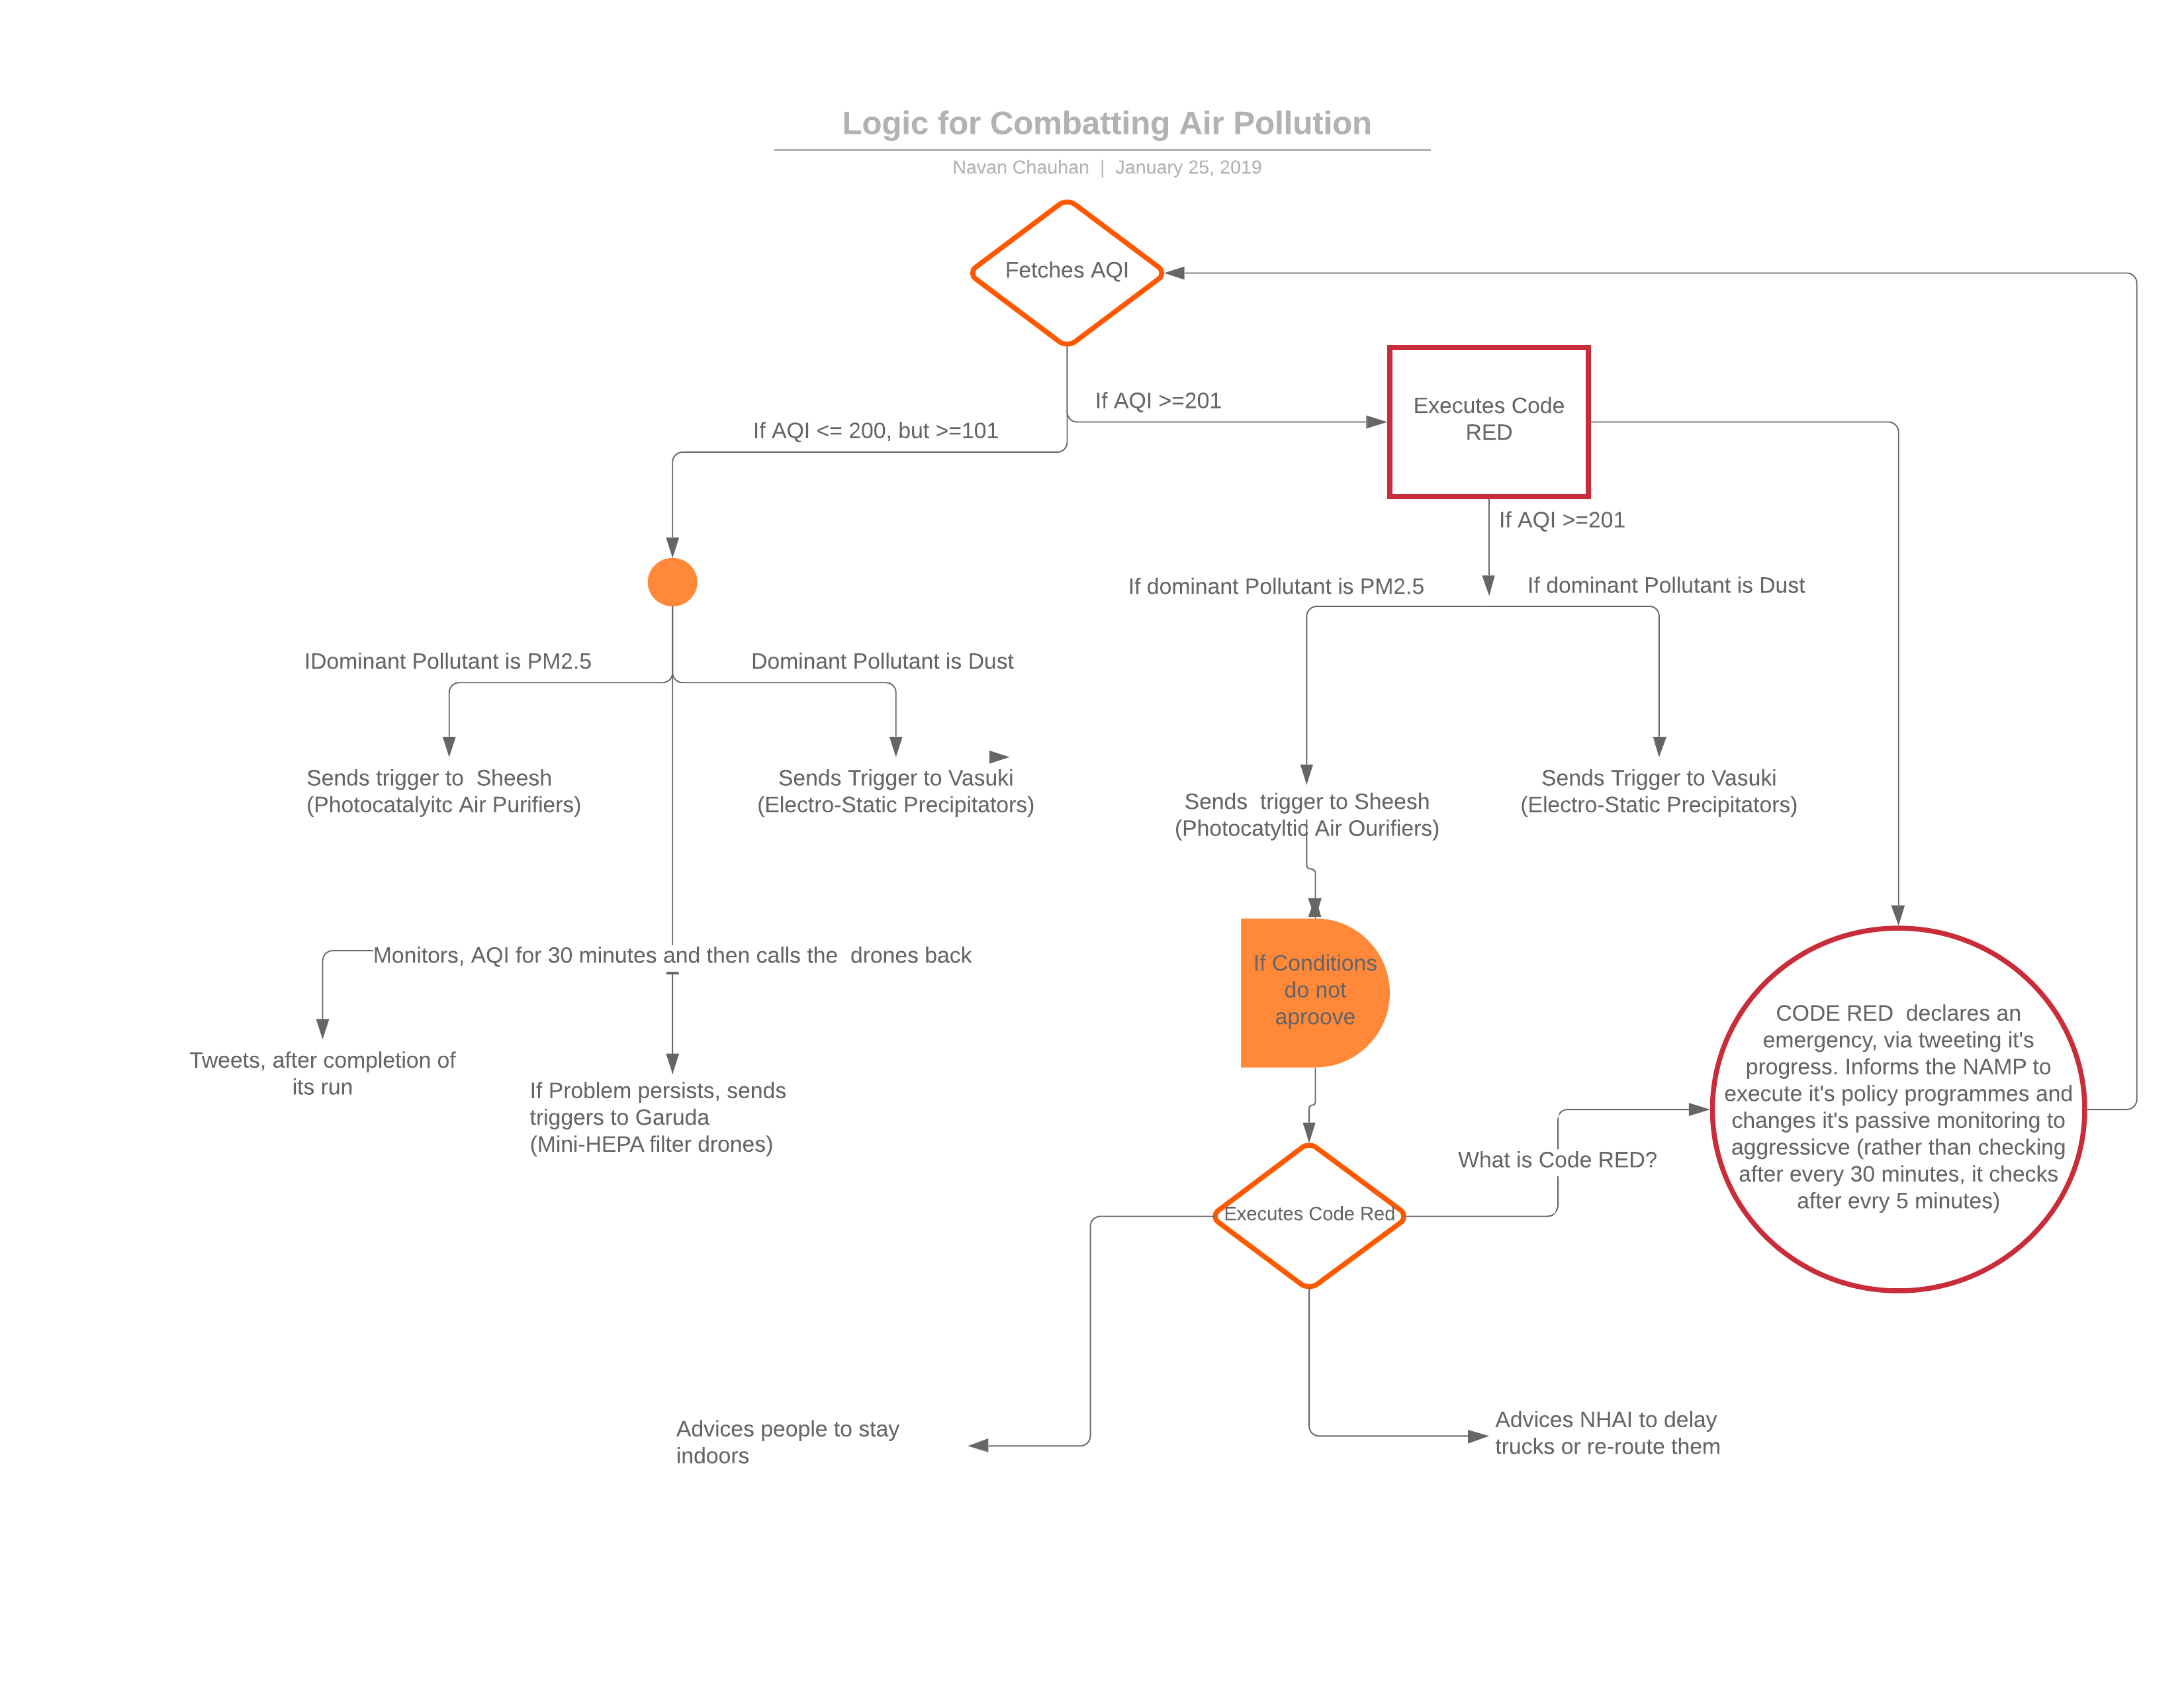 Logic for Combatting Air Pollution
Navan Chauhan | January 25, 2019
Fetches AQI
If AQI >=201
If AQI <= 200, but >=101
Executes Code
RED
If AQI >=201
If dominant Pollutant is PM2.5
If dominant Pollutant is Dust
IDominant Pollutant is PM2.5
Dominant Pollutant is Dust
Sends trigger to  Sheesh
(Photocatalyitc Air Purifiers)
Sends Trigger to Vasuki
(Electro-Static Precipitators)
Sends  trigger to Sheesh
(Photocatyltic Air Ourifiers)
Sends Trigger to Vasuki
(Electro-Static Precipitators)
Monitors, AQI for 30 minutes and then calls the  drones back
If Conditions
do not
aproove
Tweets, after completion of
its run
If Problem persists, sends
triggers to Garuda
(Mini-HEPA filter drones)
CODE RED  declares an
emergency, via tweeting it's
progress. Informs the NAMP to
execute it's policy programmes and
changes it's passive monitoring to
aggressicve (rather than checking
after every 30 minutes, it checks
after evry 5 minutes)
What is Code RED?
Executes Code Red
Advices people to stay
indoors
Advices NHAI to delay
trucks or re-route them